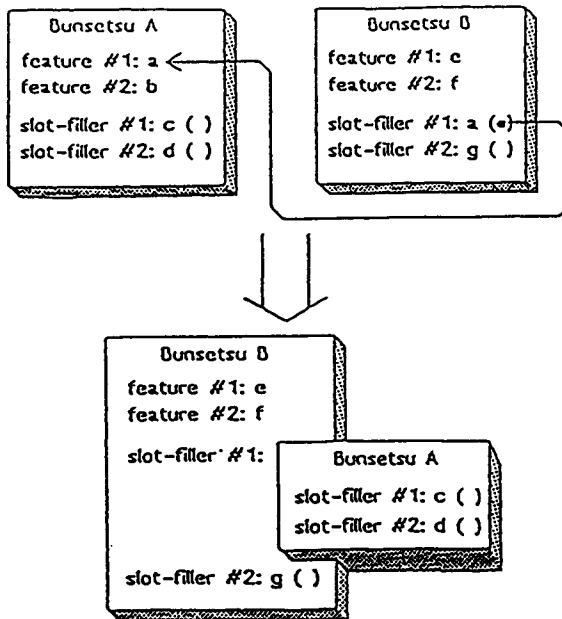 Bunsetsu A
feature #1: a
feature #2: b
slot-filler #1: c ( )
slot-filler #2: d ( )
Bunsetsu B
feature #1: e
feature #2: f
slot-filler #1: a (•)
slot-filler #2: g ( )
Bunsetsu B
feature #1: e
feature #2: f
slot-filler #1:
Bunsetsu A
slot-filler #1: c ( )
slot-filler #2: d ( )
slot-filler #2: g ( )